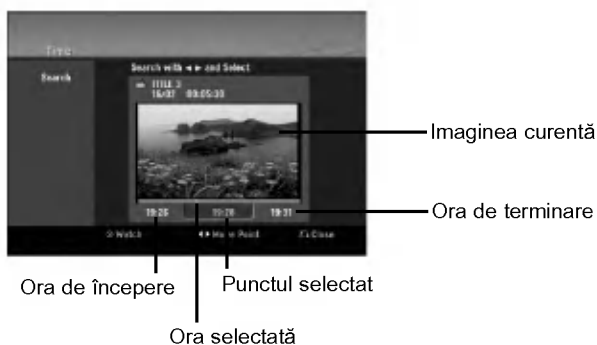 Time
Search
Search with ◄ ► and Select
TITLE 3
16/02 00:05:30
Imaginea curentă
19:26 19:28 19:31
Ora de terminare
Watch ◄► Move Point Close
Ora de începere
Punctul selectat
Ora selectată